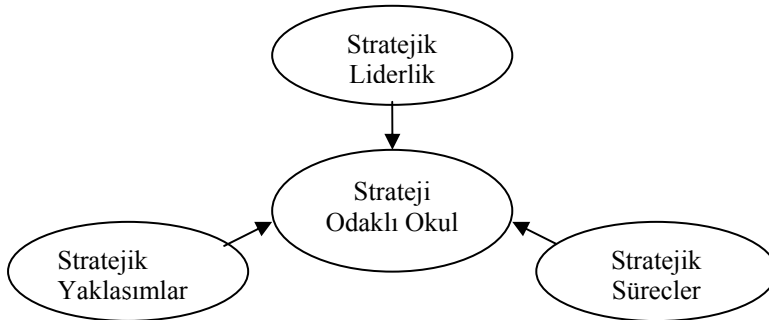 Stratejik
Liderlik
Strateji
Odaklı Okul
Stratejik
Yaklasımlar
Stratejik
Sürecler